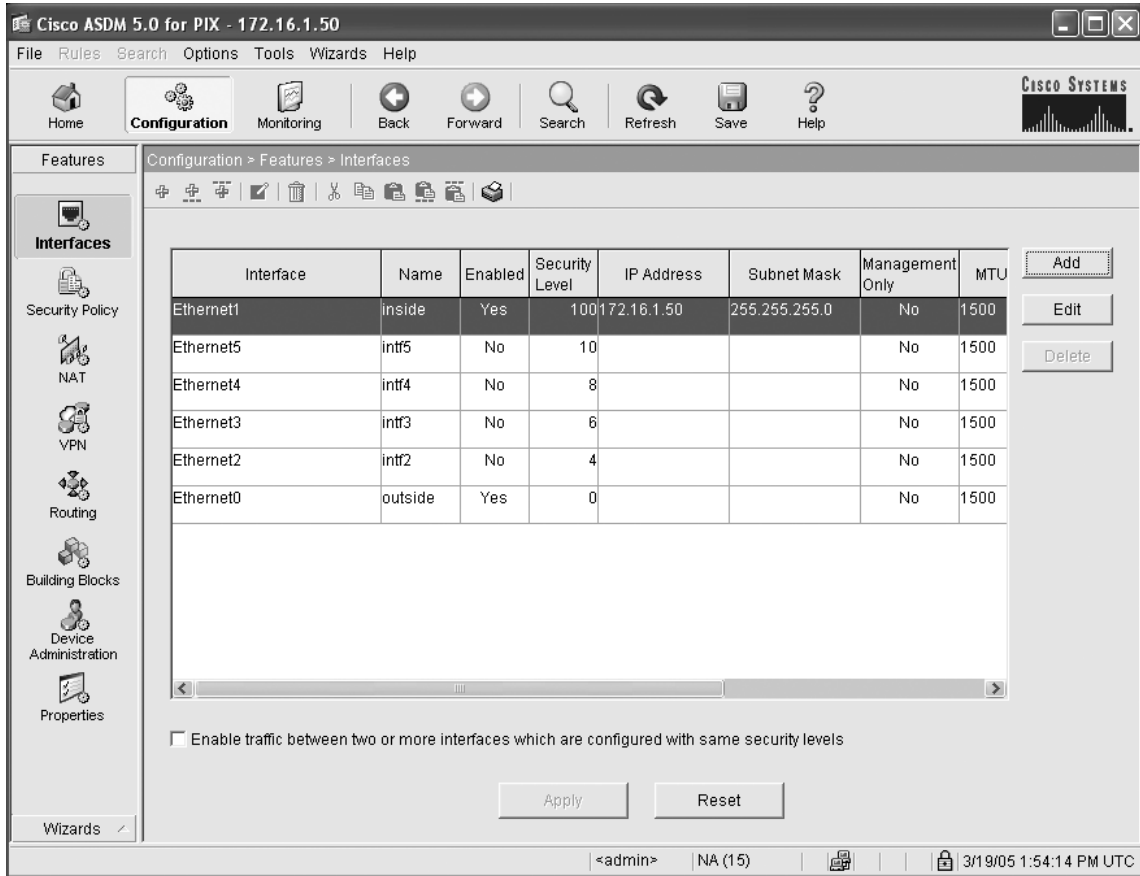 Cisco ASDM 5.0 for PIX - 172.16.1.50
File Rules Search Options Tools Wizards Help
Home Configuration Monitoring Back Forward Search Refresh Save Help
CISCO SYSTEMS
Features
Configuration > Features > Interfaces
Interfaces
Security Policy
NAT
VPN
Routing
Building Blocks
Device Administration
Properties
Wizards
Interface Name Enabled Security Level IP Address Subnet Mask Management Only MTU
Ethernet1 inside Yes 100 172.16.1.50 255.255.255.0 No 1500
Ethernet5 intf5 No 10 No 1500
Ethernet4 intf4 No 8 No 1500
Ethernet3 intf3 No 6 No 1500
Ethernet2 intf2 No 4 No 1500
Ethernet0 outside Yes 0 No 1500
Add
Edit
Delete
Enable traffic between two or more interfaces which are configured with same security levels
Apply Reset
<admin> NA (15) 3/19/05 1:54:14 PM UTC